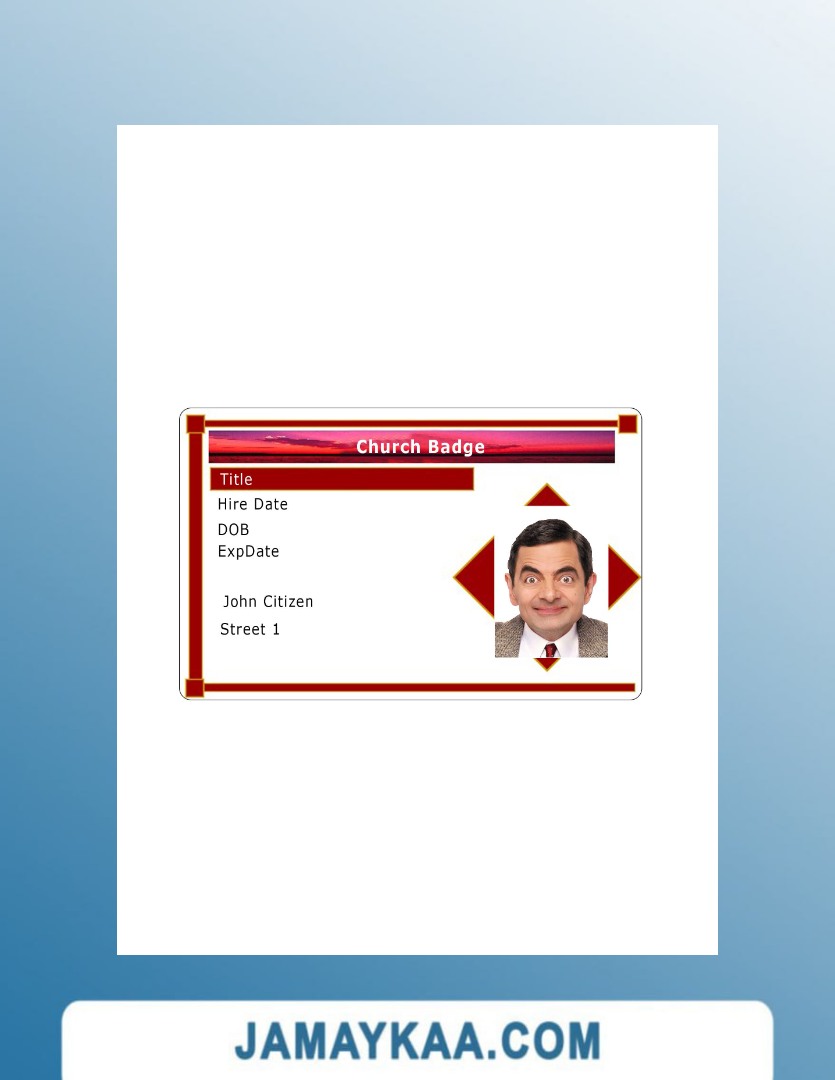 Church Badge
Title
Hire Date
DOB
ExpDate
John Citizen
Street 1
JAMAYKAA.COM